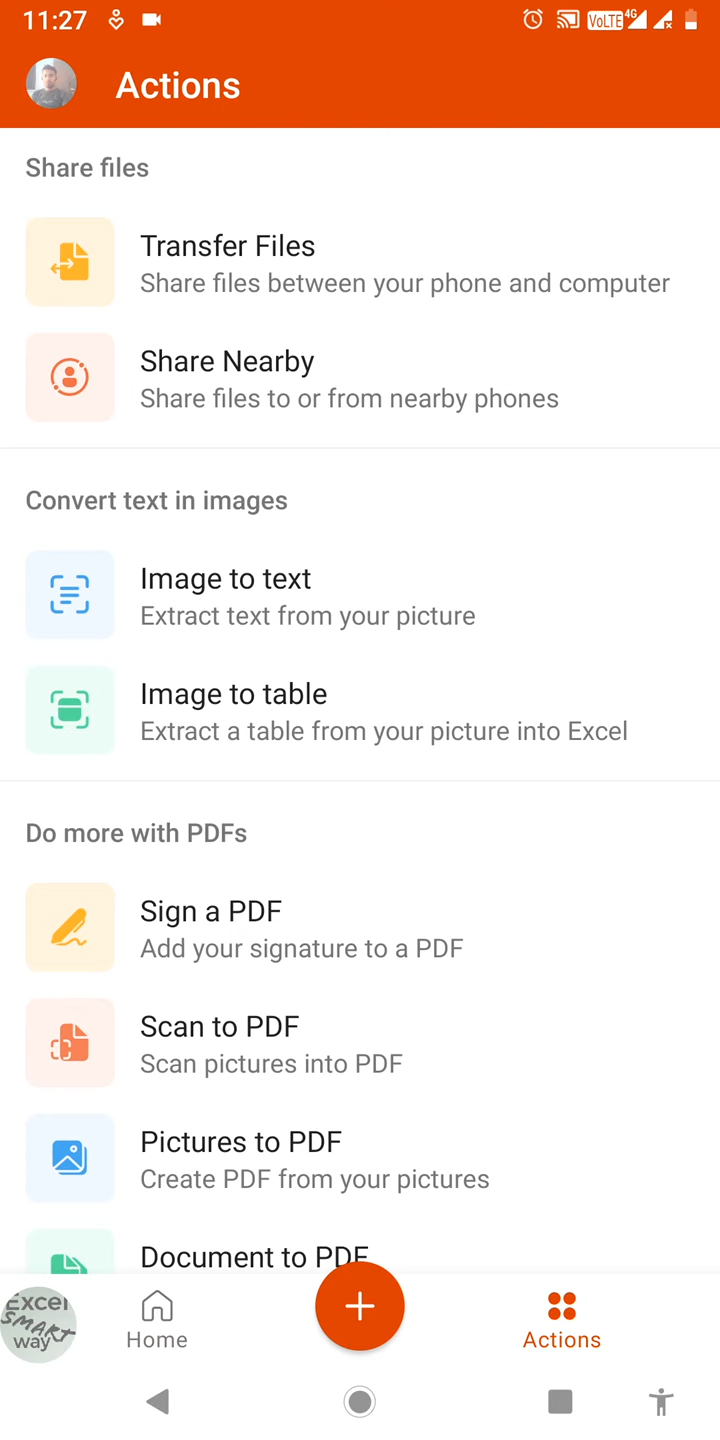 11:27
VoLTE 4G
Actions
Share files
Transfer Files
Share files between your phone and computer
Share Nearby
Share files to or from nearby phones
Convert text in images
Image to text
Extract text from your picture
Image to table
Extract a table from your picture into Excel
Do more with PDFs
Sign a PDF
Add your signature to a PDF
Scan to PDF
Scan pictures into PDF
Pictures to PDF
Create PDF from your pictures
Document to PDF
Excel
SMART
way
Home
Actions